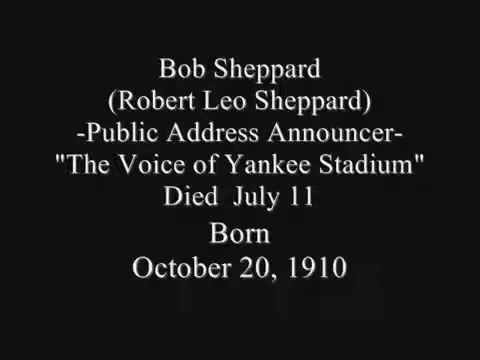 Bob Sheppard
(Robert Leo Sheppard)
-Public Address Announcer-
"The Voice of Yankee Stadium"
Died  July 11
Born
October 20, 1910